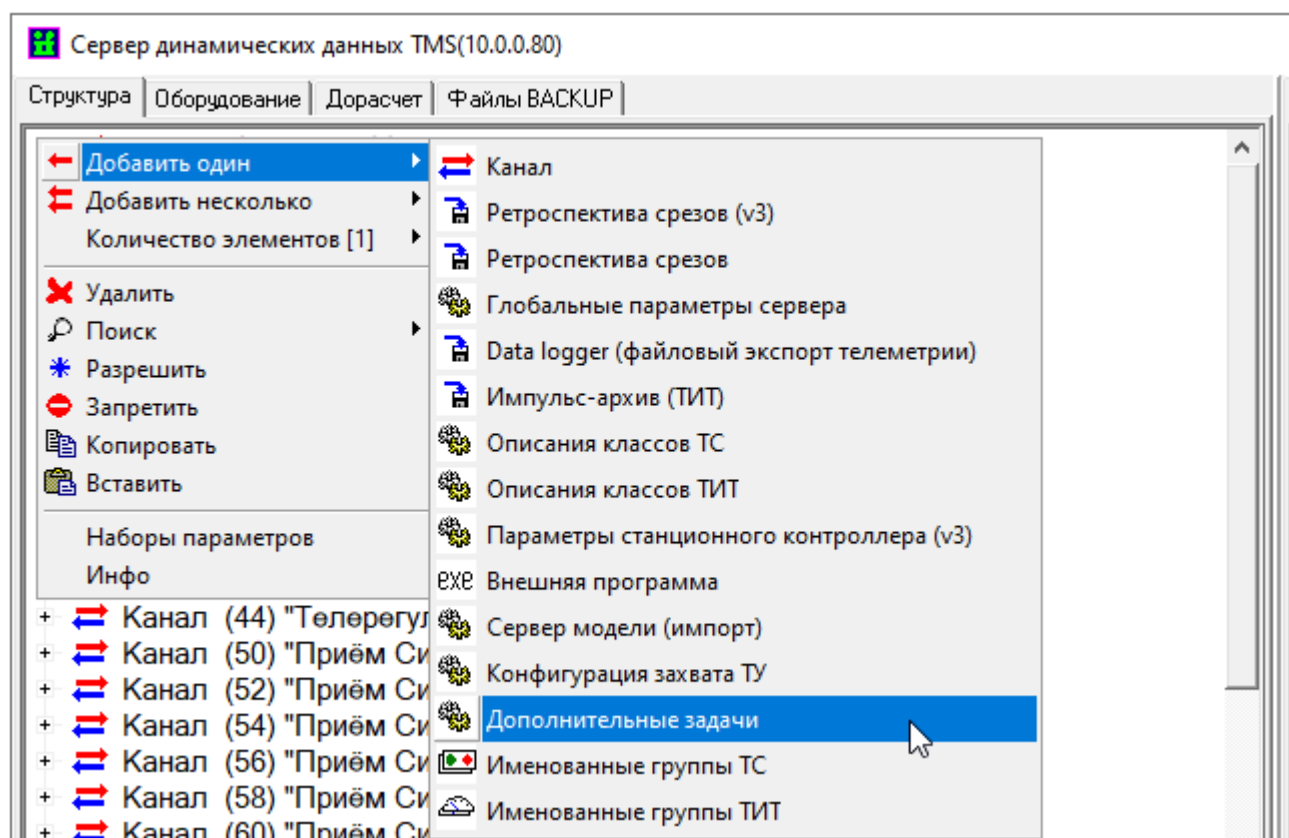 Сервер динамических данных TMS(10.0.0.80)
Структура Оборудование Дорасчет Файлы BACKUP
Добавить один
Добавить несколько
Количество элементов [1]
Удалить
Поиск
Разрешить
Запретить
Копировать
Вставить
Наборы параметров
Инфо
Канал
Ретроспектива срезов (v3)
Ретроспектива срезов
Глобальные параметры сервера
Data logger (файловый экспорт телеметрии)
Импульс-архив (ТИТ)
Описания классов ТС
Описания классов ТИТ
Параметры станционного контроллера (v3)
exe Внешняя программа
Сервер модели (импорт)
Конфигурация захвата ТУ
Дополнительные задачи
Именованные группы ТС
Именованные группы ТИТ
Канал (44) "Телерегул
Канал (50) "Приём Си
Канал (52) "Приём Си
Канал (54) "Приём Си
Канал (56) "Приём Си
Канал (58) "Приём Си
Канал (60) "Приём Си